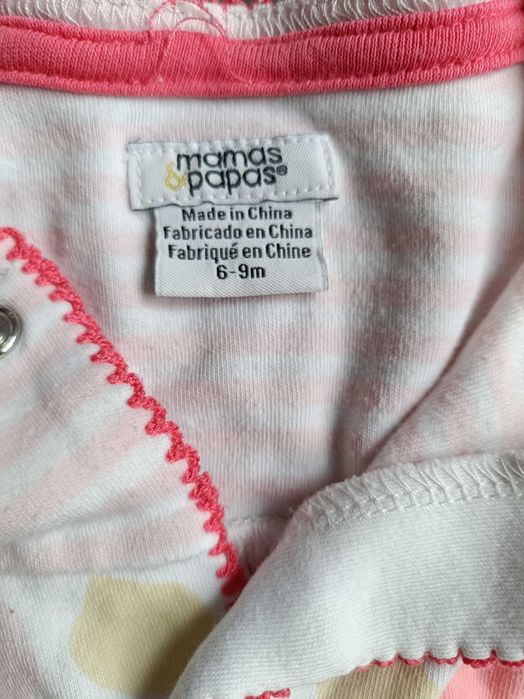 mamas
&papas®
Made in China
Fabricado en China
Fabriqué en Chine
6-9m